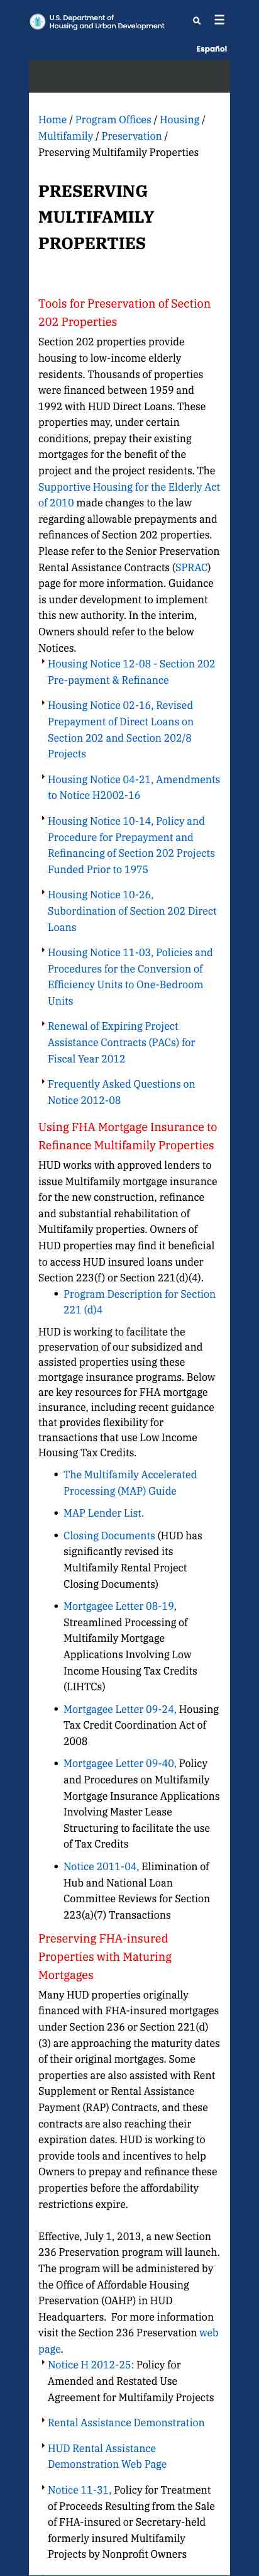 U.S. Department of
Housing and Urban Development
Español
Home / Program Offices / Housing /
Multifamily / Preservation /
Preserving Multifamily Properties
PRESERVING
MULTIFAMILY
PROPERTIES
Tools for Preservation of Section
202 Properties
Section 202 properties provide
housing to low-income elderly
residents. Thousands of properties
were financed between 1959 and
1992 with HUD Direct Loans. These
properties may, under certain
conditions, prepay their existing
mortgages for the benefit of the
project and the project residents. The
Supportive Housing for the Elderly Act
of 2010 made changes to the law
regarding allowable prepayments and
refinances of Section 202 properties.
Please refer to the Senior Preservation
Rental Assistance Contracts (SPRAC)
page for more information. Guidance
is under development to implement
this new authority. In the interim,
Owners should refer to the below
Notices.
Housing Notice 12-08 - Section 202
Pre-payment & Refinance
Housing Notice 02-16, Revised
Prepayment of Direct Loans on
Section 202 and Section 202/8
Projects
Housing Notice 04-21, Amendments
to Notice H2002-16
Housing Notice 10-14, Policy and
Procedure for Prepayment and
Refinancing of Section 202 Projects
Funded Prior to 1975
Housing Notice 10-26,
Subordination of Section 202 Direct
Loans
Housing Notice 11-03, Policies and
Procedures for the Conversion of
Efficiency Units to One-Bedroom
Units
Renewal of Expiring Project
Assistance Contracts (PACs) for
Fiscal Year 2012
Frequently Asked Questions on
Notice 2012-08
Using FHA Mortgage Insurance to
Refinance Multifamily Properties
HUD works with approved lenders to
issue Multifamily mortgage insurance
for the new construction, refinance
and substantial rehabilitation of
Multifamily properties. Owners of
HUD properties may find it beneficial
to access HUD insured loans under
Section 223(f) or Section 221(d)(4).
• Program Description for Section
221 (d)4
HUD is working to facilitate the
preservation of our subsidized and
assisted properties using these
mortgage insurance programs. Below
are key resources for FHA mortgage
insurance, including recent guidance
that provides flexibility for
transactions that use Low Income
Housing Tax Credits.
• The Multifamily Accelerated
Processing (MAP) Guide
• MAP Lender List.
• Closing Documents (HUD has
significantly revised its
Multifamily Rental Project
Closing Documents)
• Mortgagee Letter 08-19,
Streamlined Processing of
Multifamily Mortgage
Applications Involving Low
Income Housing Tax Credits
(LIHTCs)
• Mortgagee Letter 09-24, Housing
Tax Credit Coordination Act of
2008
• Mortgagee Letter 09-40, Policy
and Procedures on Multifamily
Mortgage Insurance Applications
Involving Master Lease
Structuring to facilitate the use
of Tax Credits
• Notice 2011-04, Elimination of
Hub and National Loan
Committee Reviews for Section
223(a)(7) Transactions
Preserving FHA-insured
Properties with Maturing
Mortgages
Many HUD properties originally
financed with FHA-insured mortgages
under Section 236 or Section 221(d)
(3) are approaching the maturity dates
of their original mortgages. Some
properties are also assisted with Rent
Supplement or Rental Assistance
Payment (RAP) Contracts, and these
contracts are also reaching their
expiration dates. HUD is working to
provide tools and incentives to help
Owners to prepay and refinance these
properties before the affordability
restrictions expire.
Effective, July 1, 2013, a new Section
236 Preservation program will launch.
The program will be administered by
the Office of Affordable Housing
Preservation (OAHP) in HUD
Headquarters. For more information
visit the Section 236 Preservation web
page.
Notice H 2012-25: Policy for
Amended and Restated Use
Agreement for Multifamily Projects
Rental Assistance Demonstration
HUD Rental Assistance
Demonstration Web Page
Notice 11-31, Policy for Treatment
of Proceeds Resulting from the Sale
of FHA-insured or Secretary-held
formerly insured Multifamily
Projects by Nonprofit Owners